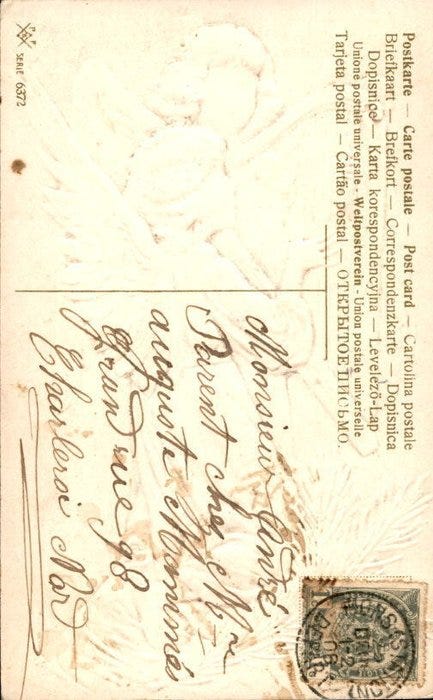 Postkarte — Carte postale — Post card — Cartolina postale
Briefkaart — Brefkort — Correspondenzkarte — Dopisnica
Dopisnice — Karta korespondencyjna — Levelező-Lap
Unione postale universale - Weltpostverein - Union postale universelle
Tarjeta postal — Cartão postal — ОТКРЫТОЕ ПИСЬМО.
Monsieur André
Parent chez Mme
auguste
rue 98
Charleroi Nord
SERIE 6372